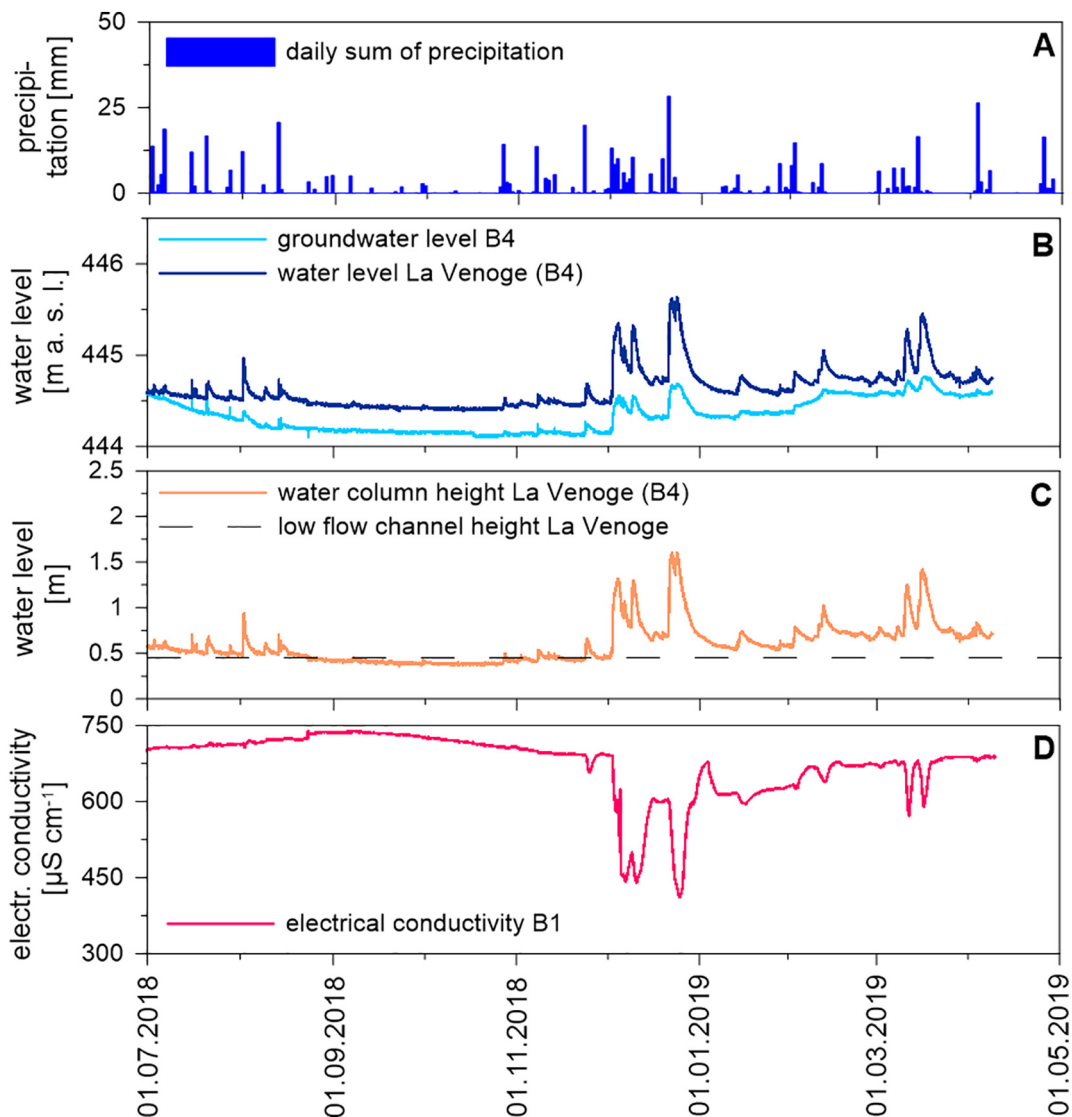 50
25
0
precipi-
tation [mm]
daily sum of precipitation
A
446
445
444
water level
[m a. s. l.]
groundwater level B4
water level La Venoge (B4)
B
2.5
2
1.5
1
0.5
0
water level
[m]
water column height La Venoge (B4)
low flow channel height La Venoge
C
750
600
450
300
electr. conductivity
[µS cm⁻¹]
electrical conductivity B1
D
01.07.2018
01.09.2018
01.11.2018
01.01.2019
01.03.2019
01.05.2019